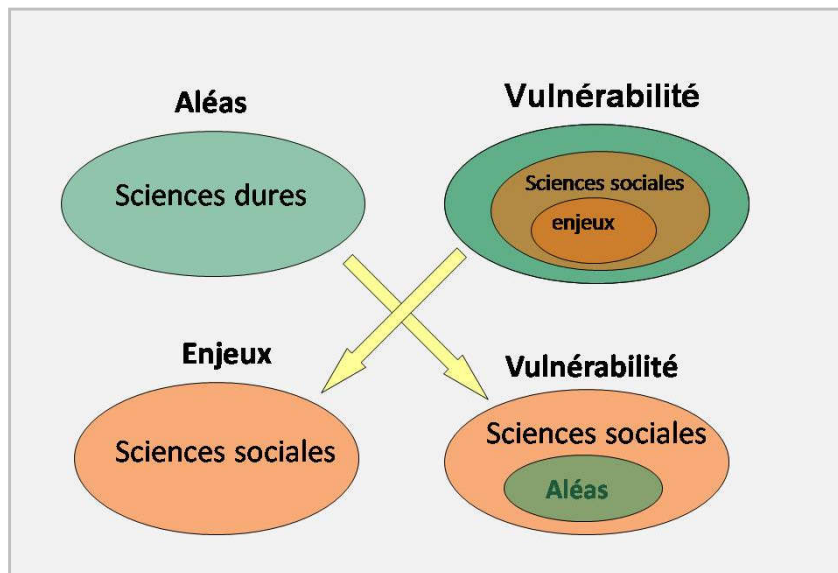 Aléas
Vulnérabilité
Sciences dures
Sciences sociales
enjeux
Enjeux
Vulnérabilité
Sciences sociales
Sciences sociales
Aléas